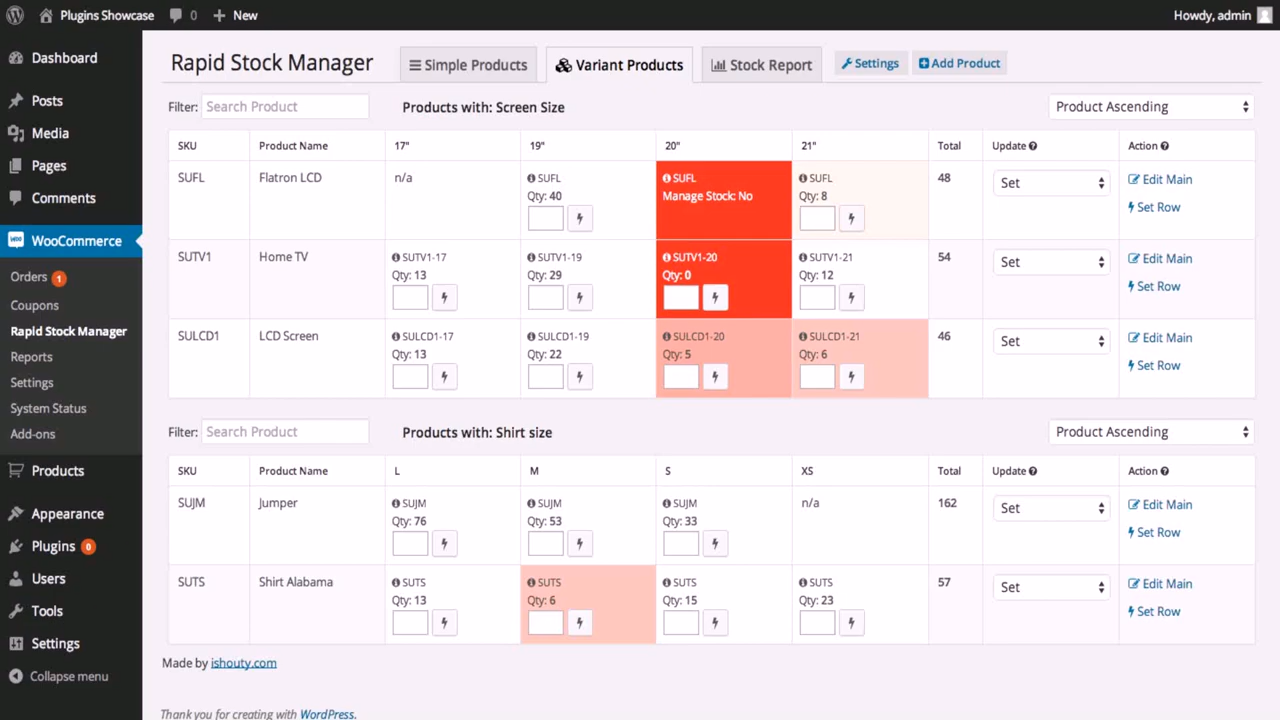 Plugins Showcase 0 New Howdy, admin
Dashboard
Posts
Media
Pages
Comments
WooCommerce
Orders 1
Coupons
Rapid Stock Manager
Reports
Settings
System Status
Add-ons
Products
Appearance
Plugins 0
Users
Tools
Settings
Collapse menu
Rapid Stock Manager Simple Products Variant Products Stock Report Settings Add Product
Filter: Search Product Products with: Screen Size Product Ascending
SKU Product Name 17" 19" 20" 21" Total Update Action
SUFL Flatron LCD n/a SUFL SUFL SUFL 48 Set Edit Main
Qty: 40 Manage Stock: No Qty: 8
Set Row
SUTV1 Home TV SUTV1-17 SUTV1-19 SUTV1-20 SUTV1-21 54 Set Edit Main
Qty: 13 Qty: 29 Qty: 0 Qty: 12
Set Row
SULCD1 LCD Screen SULCD1-17 SULCD1-19 SULCD1-20 SULCD1-21 46 Set Edit Main
Qty: 13 Qty: 22 Qty: 5 Qty: 6
Set Row
Filter: Search Product Products with: Shirt size Product Ascending
SKU Product Name L M S XS Total Update Action
SUJM Jumper SUJM SUJM SUJM n/a 162 Set Edit Main
Qty: 76 Qty: 53 Qty: 33
Set Row
SUTS Shirt Alabama SUTS SUTS SUTS SUTS 57 Set Edit Main
Qty: 13 Qty: 6 Qty: 15 Qty: 23
Set Row
Made by ishouty.com
Thank you for creating with WordPress.